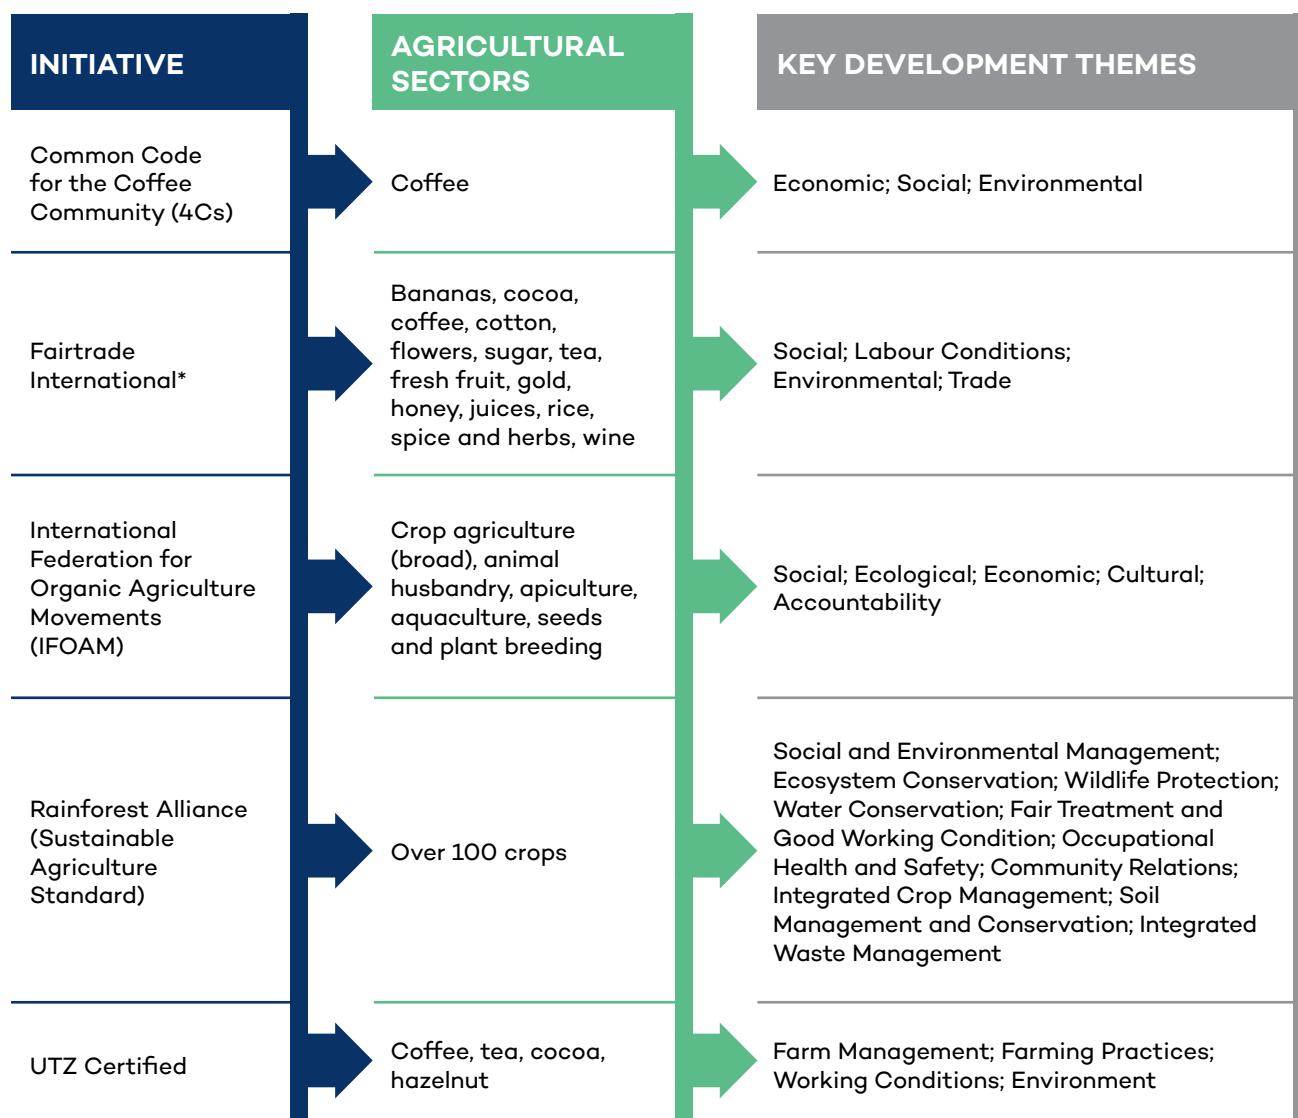 INITIATIVE
AGRICULTURAL
SECTORS
KEY DEVELOPMENT THEMES
Common Code
for the Coffee
Community (4Cs)
Coffee
Economic; Social; Environmental
Fairtrade
International*
Bananas, cocoa,
coffee, cotton,
flowers, sugar, tea,
fresh fruit, gold,
honey, juices, rice,
spice and herbs, wine
Social; Labour Conditions;
Environmental; Trade
International
Federation for
Organic Agriculture
Movements
(IFOAM)
Crop agriculture
(broad), animal
husbandry, apiculture,
aquaculture, seeds
and plant breeding
Social; Ecological; Economic; Cultural;
Accountability
Rainforest Alliance
(Sustainable
Agriculture
Standard)
Over 100 crops
Social and Environmental Management;
Ecosystem Conservation; Wildlife Protection;
Water Conservation; Fair Treatment and
Good Working Condition; Occupational
Health and Safety; Community Relations;
Integrated Crop Management; Soil
Management and Conservation; Integrated
Waste Management
UTZ Certified
Coffee, tea, cocoa,
hazelnut
Farm Management; Farming Practices;
Working Conditions; Environment